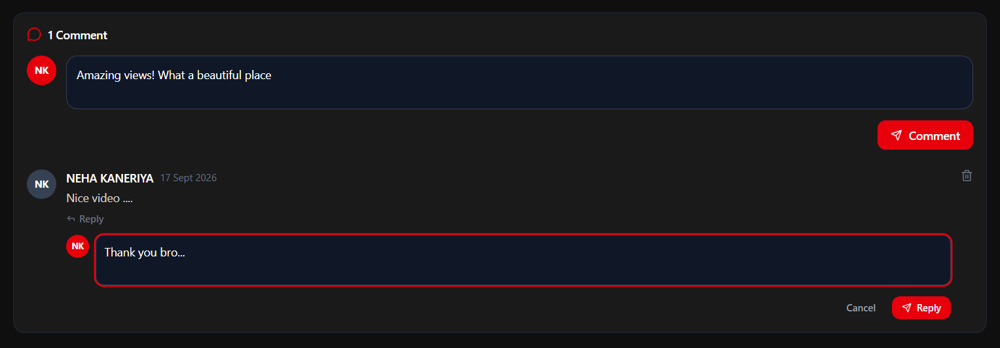 1 Comment
NK
Amazing views! What a beautiful place
Comment
NK
NEHA KANERIYA 17 Sept 2026
Nice video ....
Reply
NK
Thank you bro...
Cancel Reply